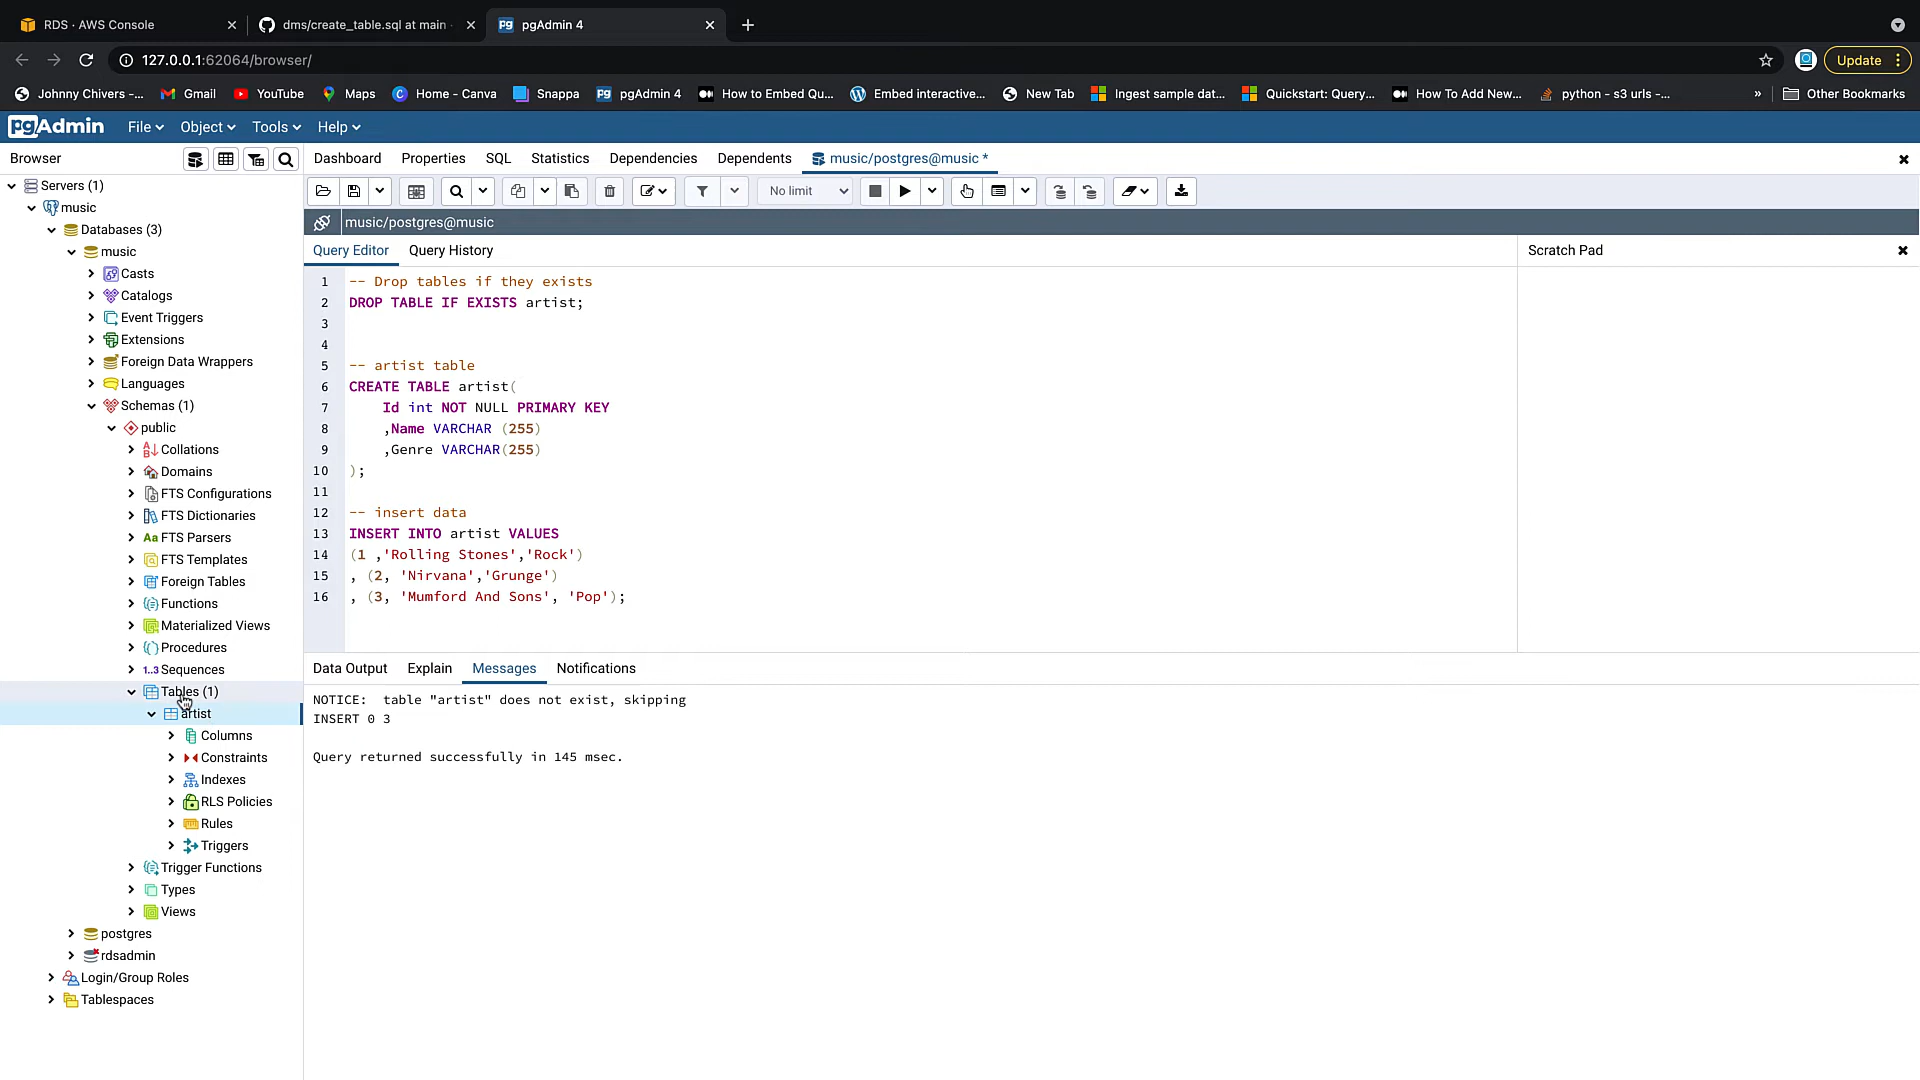 RDS · AWS Console
dms/create_table.sql at main ·
pgAdmin 4
127.0.0.1:62064/browser/
Update
Johnny Chivers –...
Gmail
YouTube
Maps
Home - Canva
Snappa
pgAdmin 4
How to Embed Qu...
Embed interactive...
New Tab
Ingest sample dat...
Quickstart: Query...
How To Add New...
python - s3 urls -...
»
Other Bookmarks
pgAdmin
File
Object
Tools
Help
Browser
Dashboard
Properties
SQL
Statistics
Dependencies
Dependents
music/postgres@music *
No limit
music/postgres@music
Query Editor
Query History
Scratch Pad
Servers (1)
music
Databases (3)
music
Casts
Catalogs
Event Triggers
Extensions
Foreign Data Wrappers
Languages
Schemas (1)
public
Collations
Domains
FTS Configurations
FTS Dictionaries
FTS Parsers
FTS Templates
Foreign Tables
Functions
Materialized Views
Procedures
Sequences
Tables (1)
artist
Columns
Constraints
Indexes
RLS Policies
Rules
Triggers
Trigger Functions
Types
Views
postgres
rdsadmin
Login/Group Roles
Tablespaces
1 -- Drop tables if they exists
2 DROP TABLE IF EXISTS artist;
3
4
5 -- artist table
6 CREATE TABLE artist(
7 Id int NOT NULL PRIMARY KEY
8 ,Name VARCHAR (255)
9 ,Genre VARCHAR(255)
10 );
11
12 -- insert data
13 INSERT INTO artist VALUES
14 (1 ,'Rolling Stones','Rock')
15 , (2, 'Nirvana','Grunge')
16 , (3, 'Mumford And Sons', 'Pop');
Data Output
Explain
Messages
Notifications
NOTICE:  table "artist" does not exist, skipping
INSERT 0 3
Query returned successfully in 145 msec.